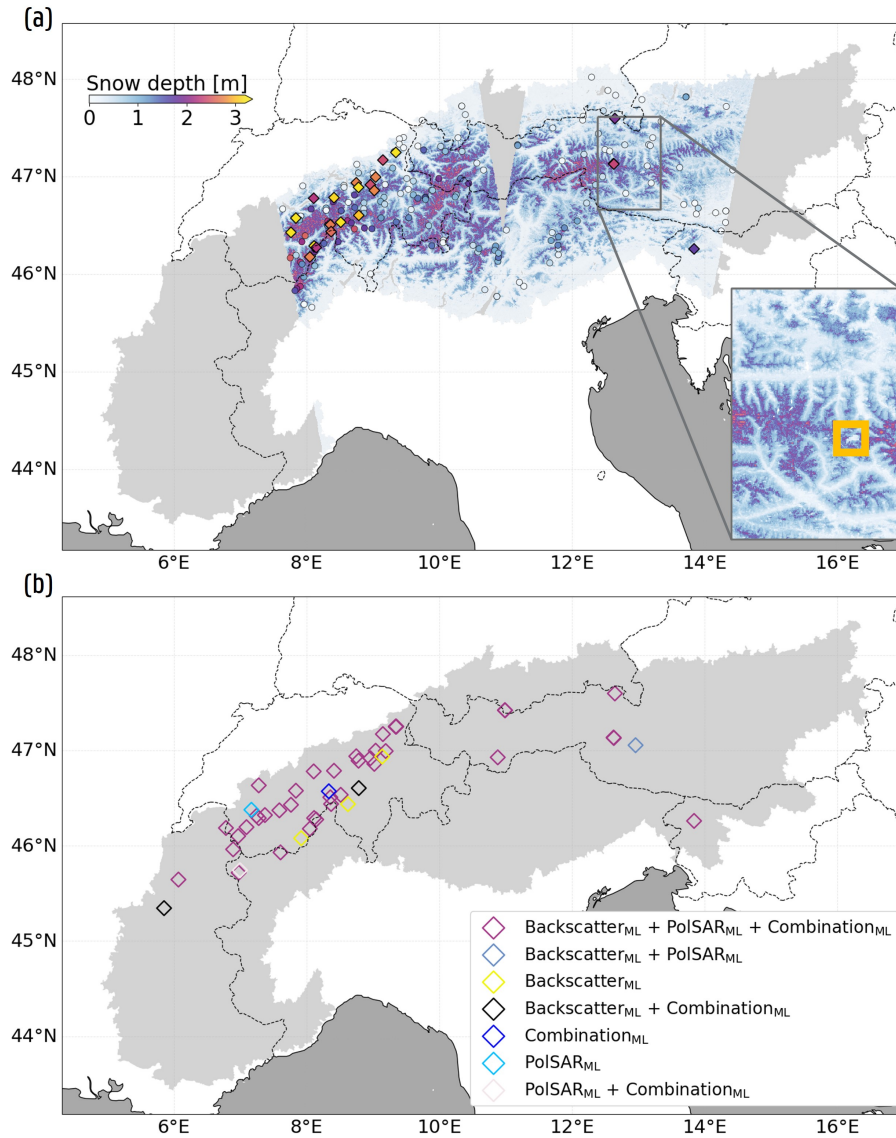 (a)
48°N
47°N
46°N
45°N
44°N
Snow depth [m]
0 1 2 3
6°E 8°E 10°E 12°E 14°E 16°E
(b)
48°N
47°N
46°N
45°N
44°N
Backscatter_ML + PolSAR_ML + Combination_ML
Backscatter_ML + PolSAR_ML
Backscatter_ML
Backscatter_ML + Combination_ML
Combination_ML
PolSAR_ML
PolSAR_ML + Combination_ML
6°E 8°E 10°E 12°E 14°E 16°E